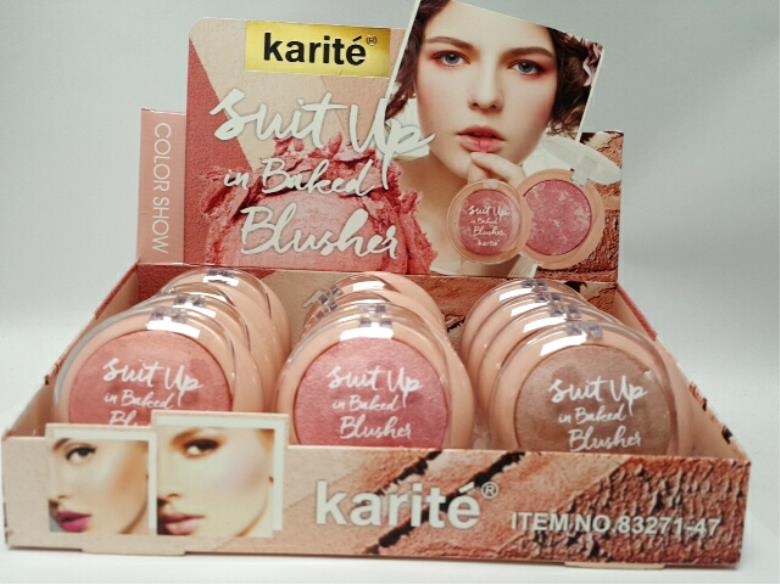 karité®
Suit Up
in Baked
Blusher
COLOR SHOW
Suit Up
in Baked
Blusher
karité
Suit Up
in Baked
Blusher
Suit Up
in Baked
Blusher
Suit Up
in Baked
Blusher
karité®
ITEM NO.83271-47